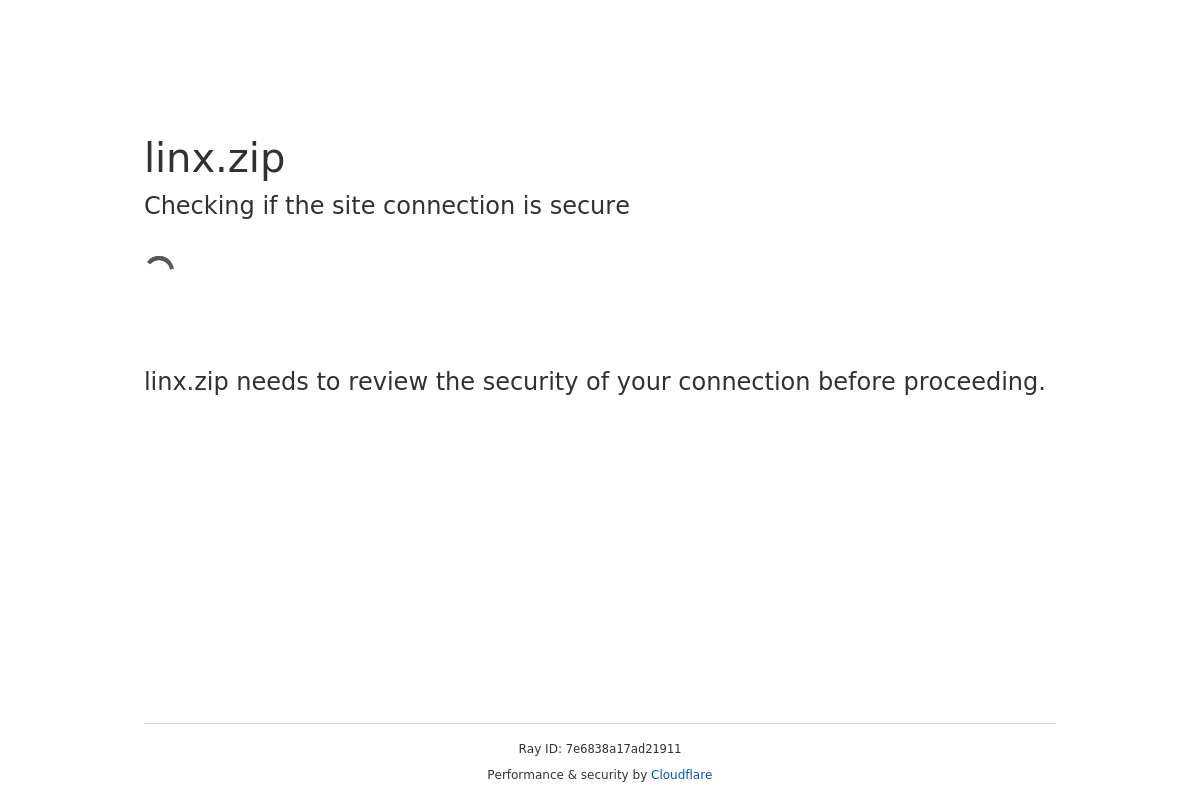 linx.zip
Checking if the site connection is secure
linx.zip needs to review the security of your connection before proceeding.
Ray ID: 7e6838a17ad21911
Performance & security by Cloudflare